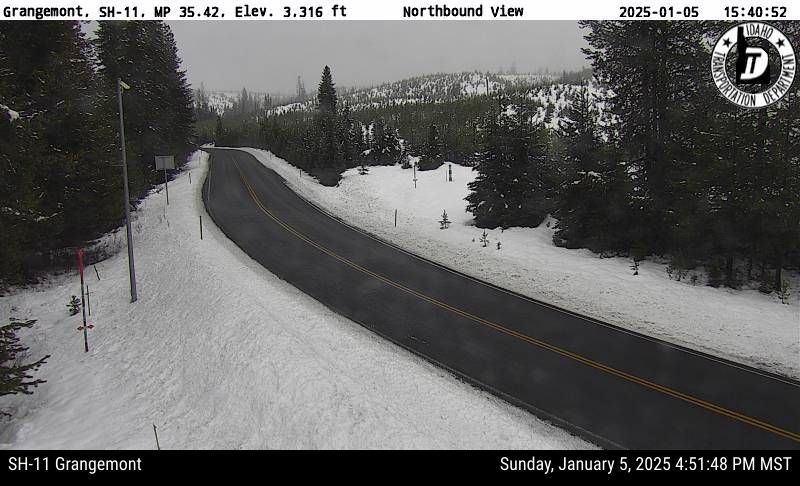 Grangemont, SH-11, MP 35.42, Elev. 3,316 ft Northbound View 2025-01-05 15:40:52
IDAHO
TRANSPORTATION DEPARTMENT
SH-11 Grangemont Sunday, January 5, 2025 4:51:48 PM MST